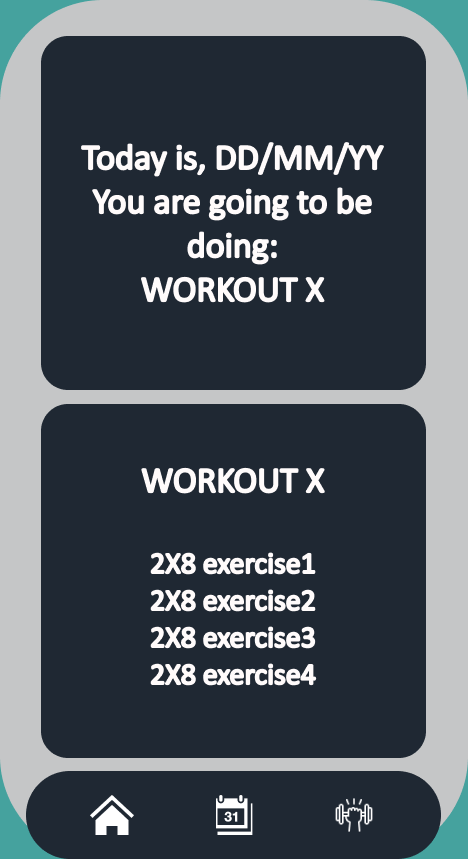 Today is, DD/MM/YY
You are going to be
doing:
WORKOUT X
WORKOUT X
2X8 exercise1
2X8 exercise2
2X8 exercise3
2X8 exercise4
31